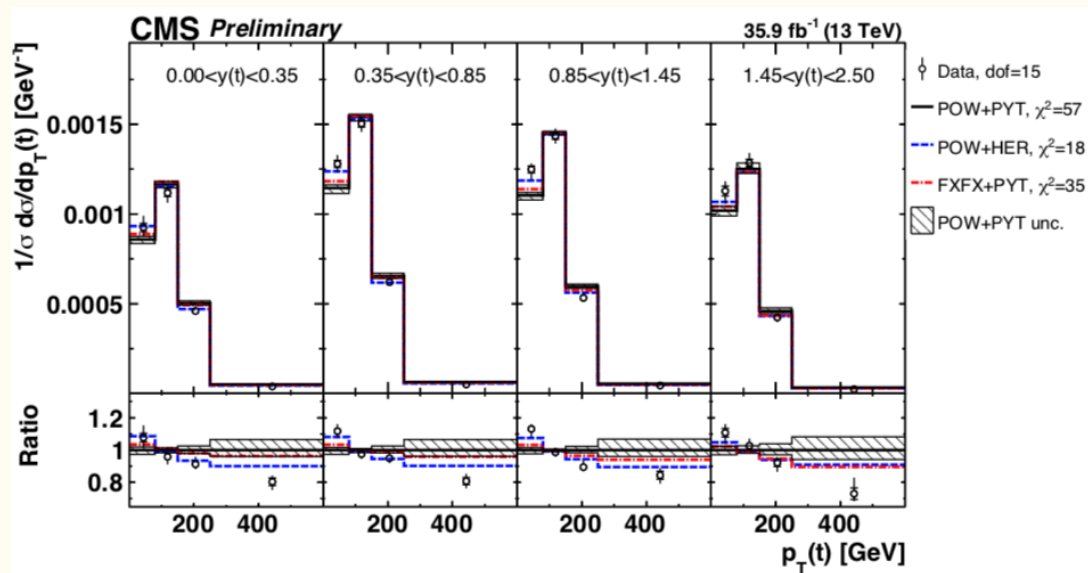 CMS Preliminary 35.9 fb⁻¹ (13 TeV)
1/σ dσ/dp_T(t) [GeV⁻¹]
0.00<y(t)<0.35 0.35<y(t)<0.85 0.85<y(t)<1.45 1.45<y(t)<2.50
Data, dof=15
POW+PYT, χ²=57
POW+HER, χ²=18
FXFX+PYT, χ²=35
POW+PYT unc.
0.0015
0.001
0.0005
Ratio
1.2
1
0.8
200 400 200 400 200 400 200 400
p_T(t) [GeV]